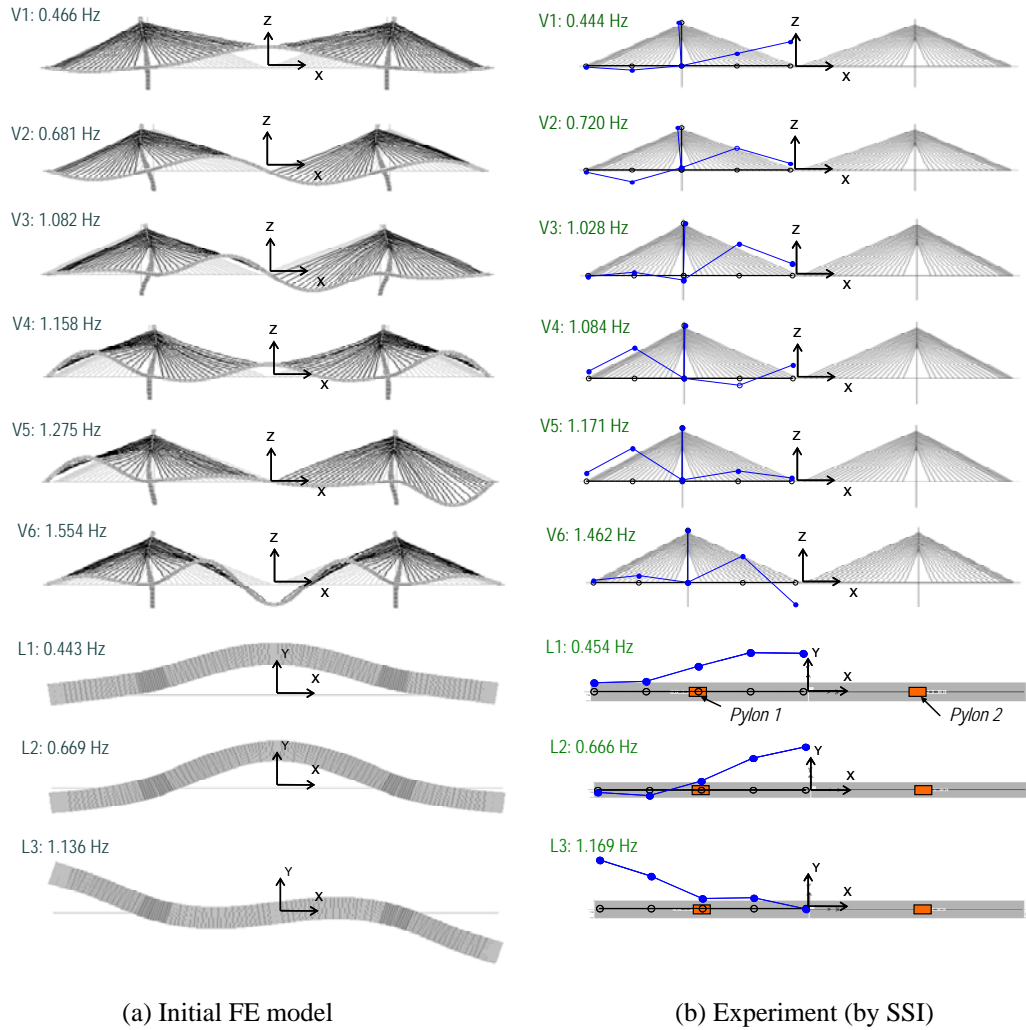 V1: 0.466 Hz
Z
X
V2: 0.681 Hz
Z
X
V3: 1.082 Hz
Z
X
V4: 1.158 Hz
Z
X
V5: 1.275 Hz
Z
X
V6: 1.554 Hz
Z
X
L1: 0.443 Hz
Y
X
L2: 0.669 Hz
Y
X
L3: 1.136 Hz
Y
X
(a) Initial FE model
V1: 0.444 Hz
Z
X
V2: 0.720 Hz
Z
X
V3: 1.028 Hz
Z
X
V4: 1.084 Hz
Z
X
V5: 1.171 Hz
Z
X
V6: 1.462 Hz
Z
X
L1: 0.454 Hz
Y
X
Pylon 1
Pylon 2
L2: 0.666 Hz
Y
X
L3: 1.169 Hz
Y
X
(b) Experiment (by SSI)